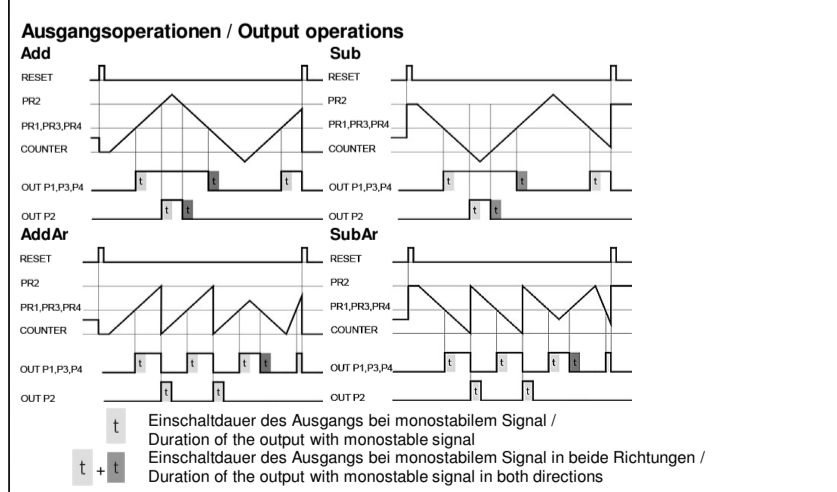 Ausgangsoperationen / Output operations
Add
RESET
PR2
PR1,PR3,PR4
COUNTER
OUT P1,P3,P4
t
t
t
OUT P2
t
t
Sub
RESET
PR2
PR1,PR3,PR4
COUNTER
OUT P1,P3,P4
t
t
t
OUT P2
t
t
AddAr
RESET
PR2
PR1,PR3,PR4
COUNTER
OUT P1,P3,P4
t
t
t
t
OUT P2
t
t
SubAr
RESET
PR2
PR1,PR3,PR4
COUNTER
OUT P1,P3,P4
t
t
t
t
OUT P2
t
t
t
Einschaltdauer des Ausgangs bei monostabilem Signal /
Duration of the output with monostable signal
t + t
Einschaltdauer des Ausgangs bei monostabilem Signal in beide Richtungen /
Duration of the output with monostable signal in both directions